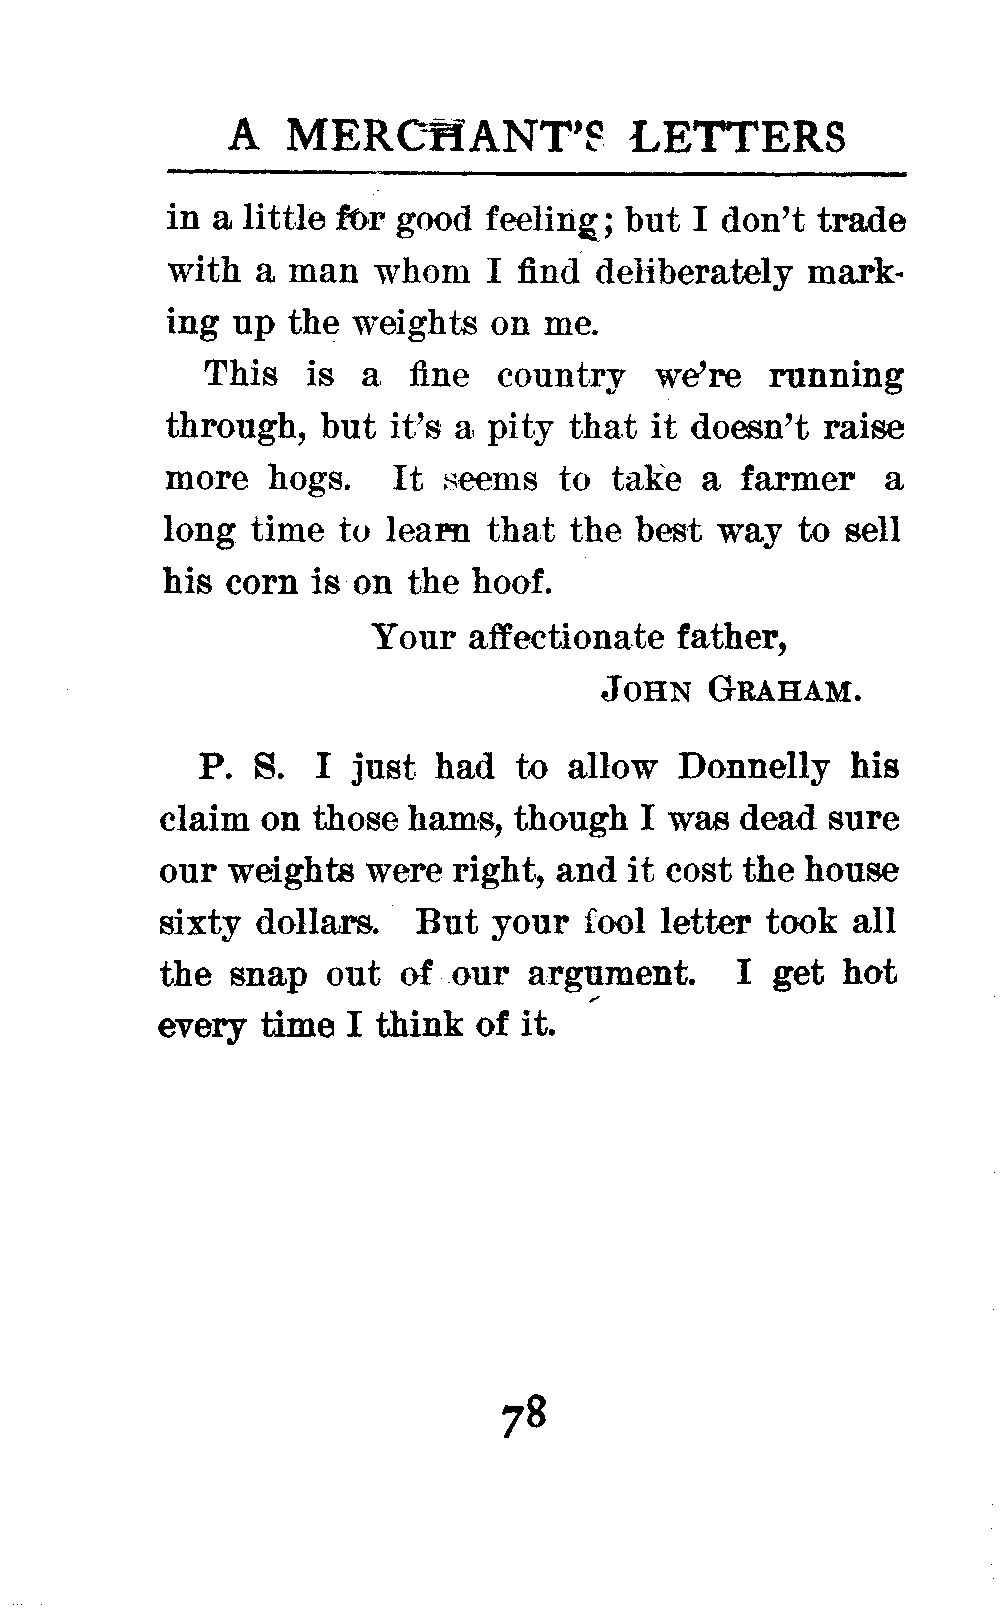 A MERCHANT'S LETTERS
in a little for good feeling; but I don't trade
with a man whom I find deliberately mark-
ing up the weights on me.
This is a fine country we're running
through, but it's a pity that it doesn't raise
more hogs. It seems to take a farmer a
long time to learn that the best way to sell
his corn is on the hoof.
Your affectionate father,
JOHN GRAHAM.
P. S. I just had to allow Donnelly his
claim on those hams, though I was dead sure
our weights were right, and it cost the house
sixty dollars. But your fool letter took all
the snap out of our argument. I get hot
every time I think of it.
78